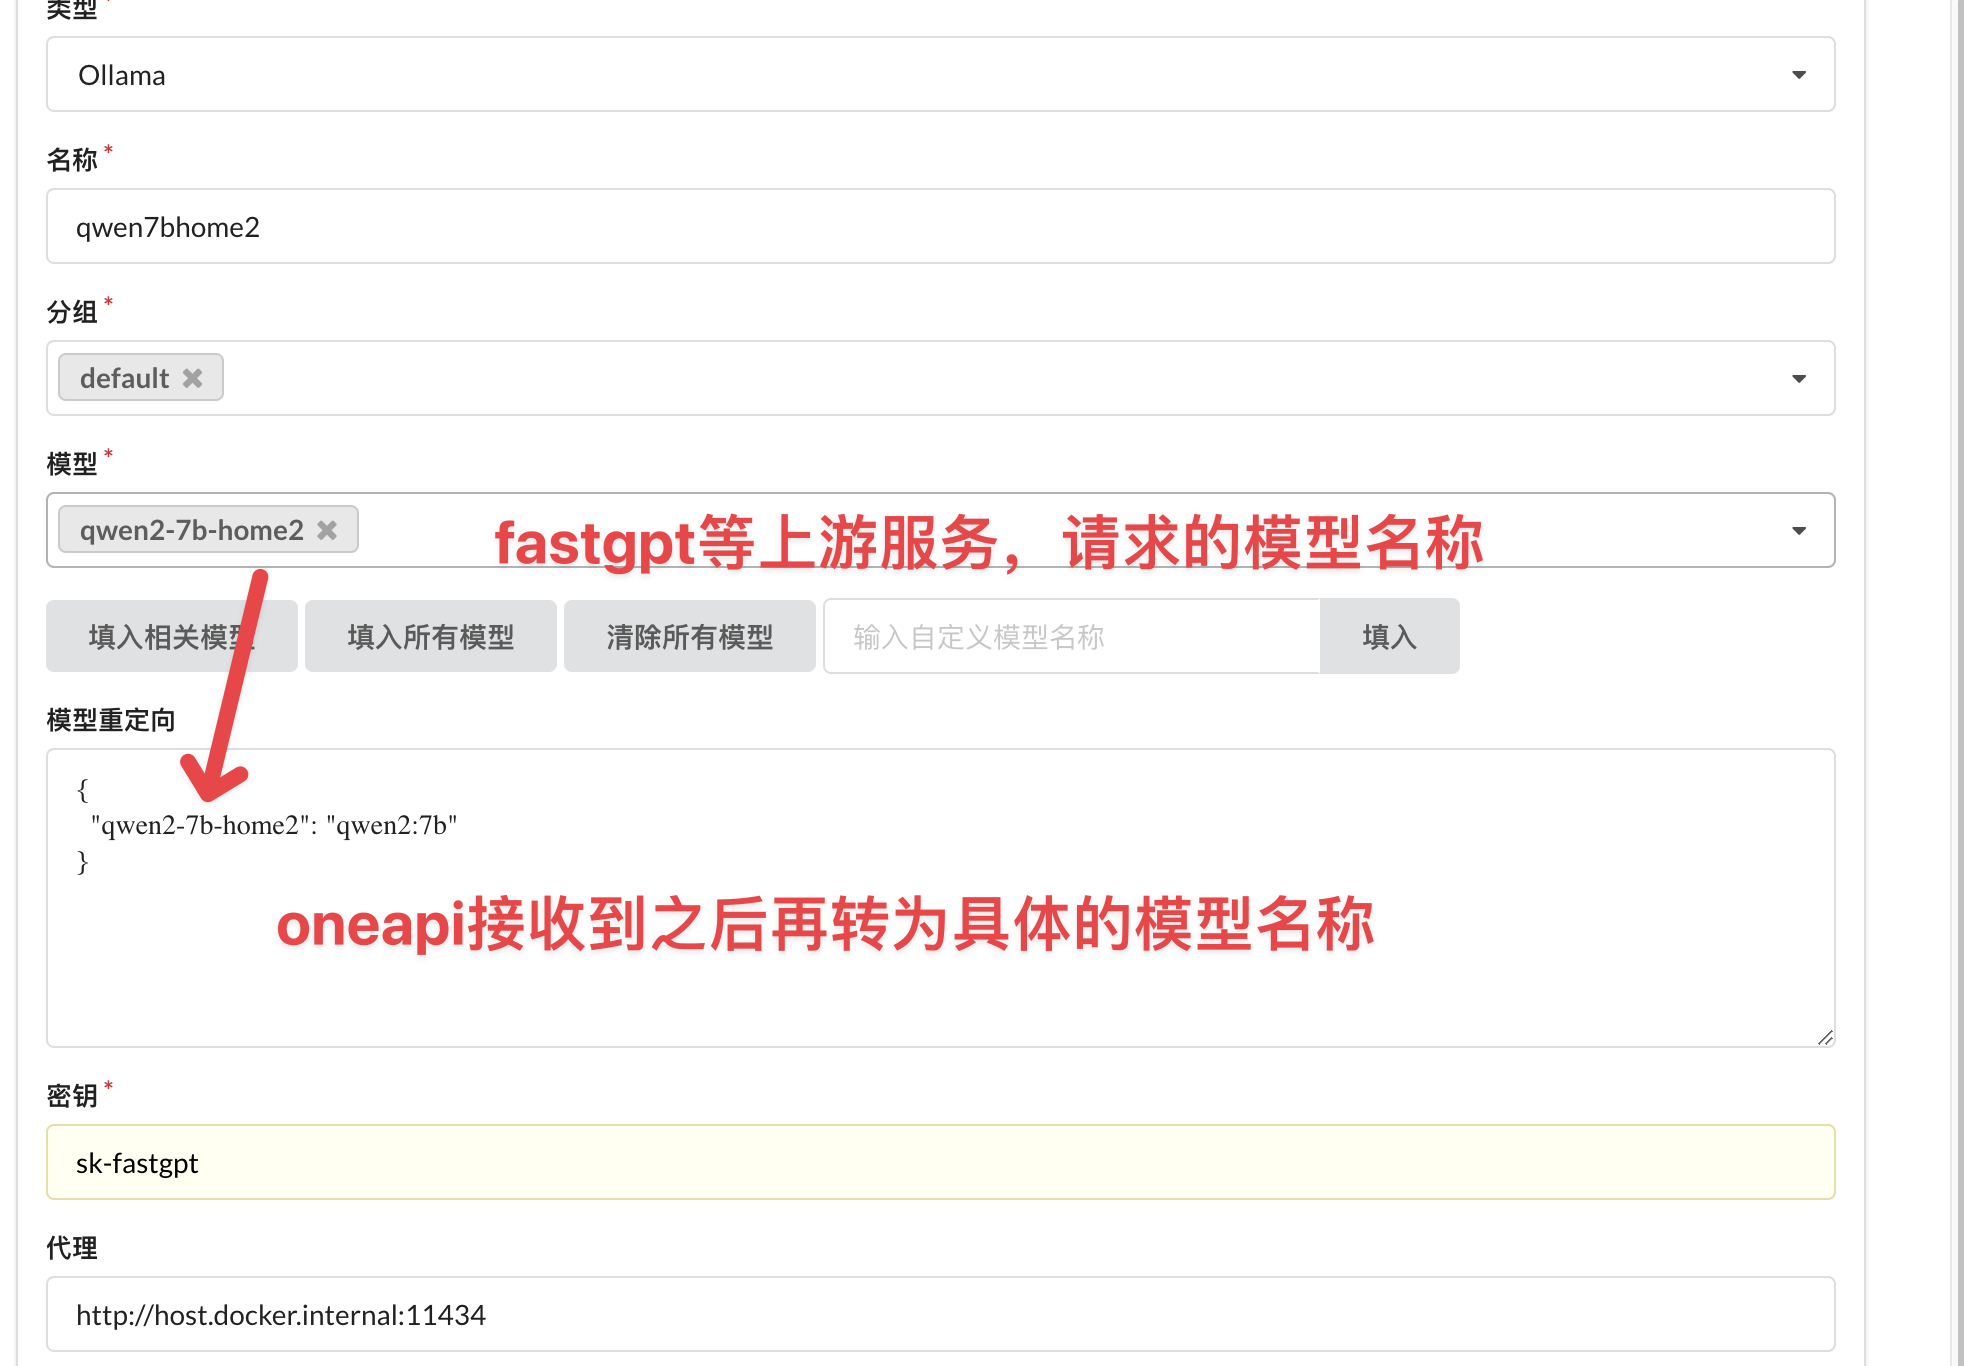 类型 *
Ollama
名称 *
qwen7bhome2
分组 *
default
模型 *
qwen2-7b-home2
fastgpt等上游服务，请求的模型名称
填入相关模型 填入所有模型 清除所有模型 输入自定义模型名称 填入
模型重定向
{
"qwen2-7b-home2": "qwen2:7b"
}
oneapi接收到之后再转为具体的模型名称
密钥 *
sk-fastgpt
代理
http://host.docker.internal:11434